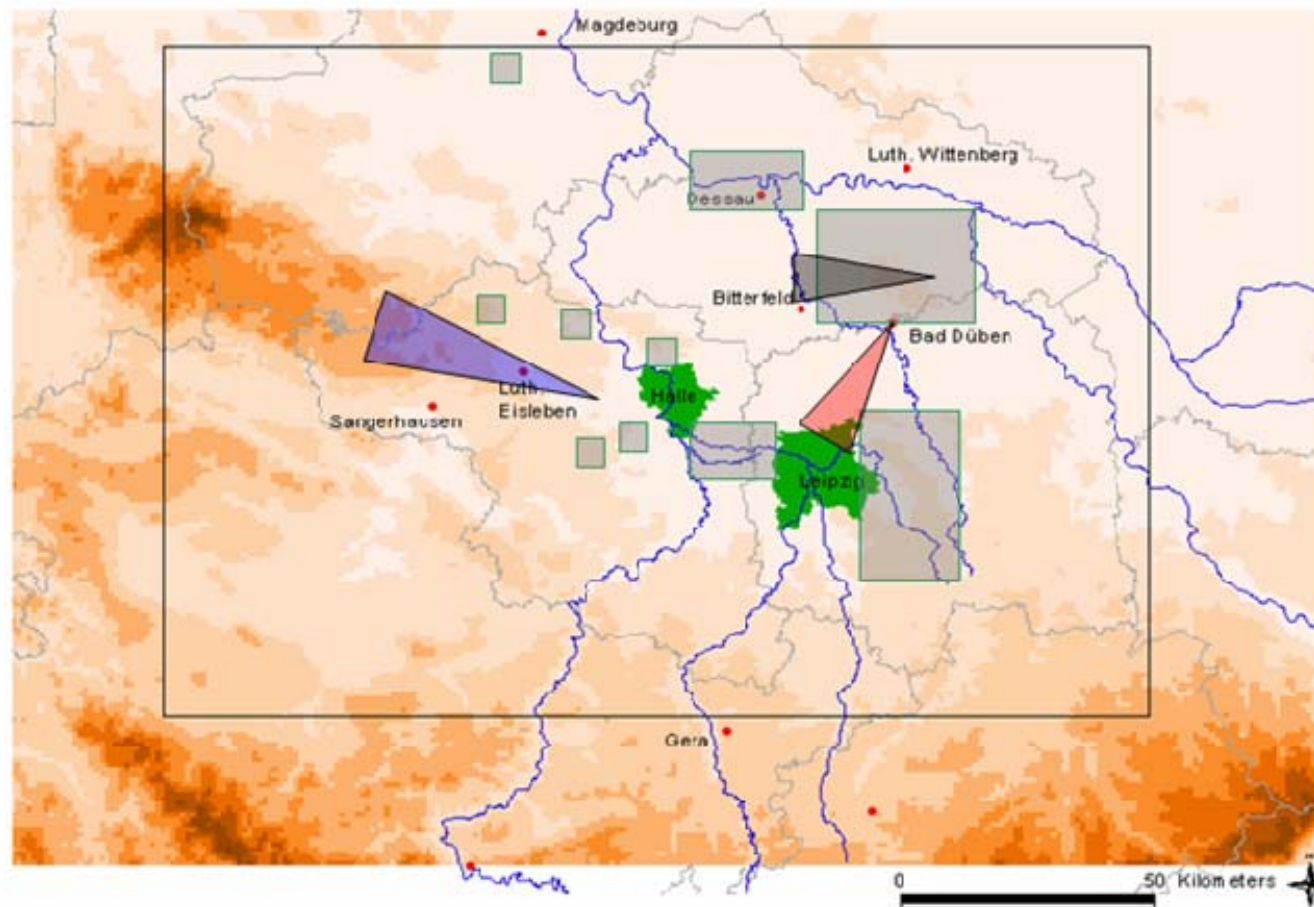 Magdeburg
Luth. Wittenberg
Dessau
Bitterfeld
Bad Düben
Luth.
Eisleben
Halle
Sangerhausen
Leipzig
Gera
0 50 Kilometers